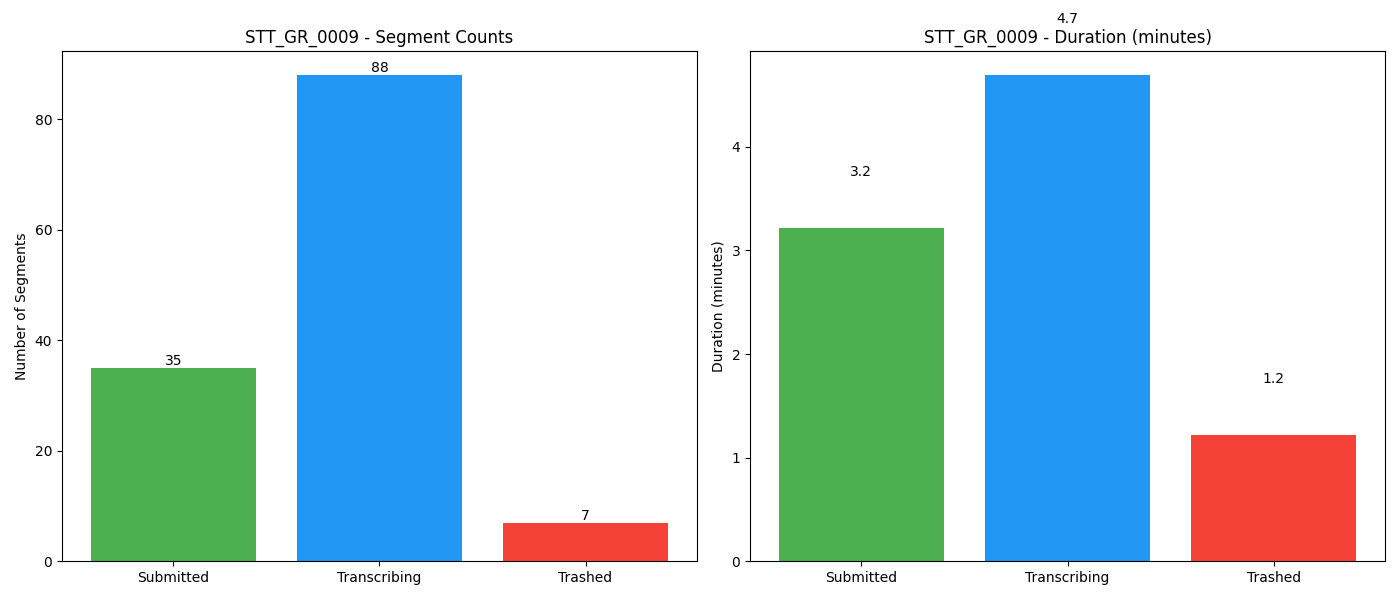 STT_GR_0009 - Segment Counts
Number of Segments
80
60
40
20
0
88
35
7
Submitted
Transcribing
Trashed
4.7
STT_GR_0009 - Duration (minutes)
Duration (minutes)
4
3
2
1
0
3.2
1.2
Submitted
Transcribing
Trashed